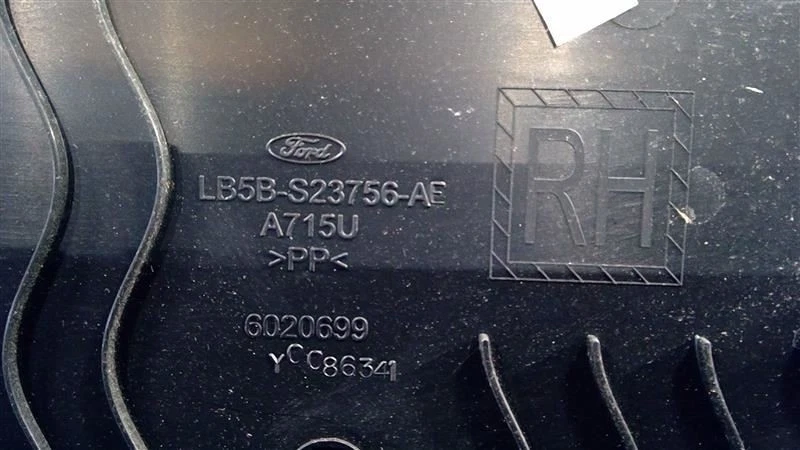 Ford
LB5B-S23756-AE
A715U
>PP<
6020699
YCC86341
RH